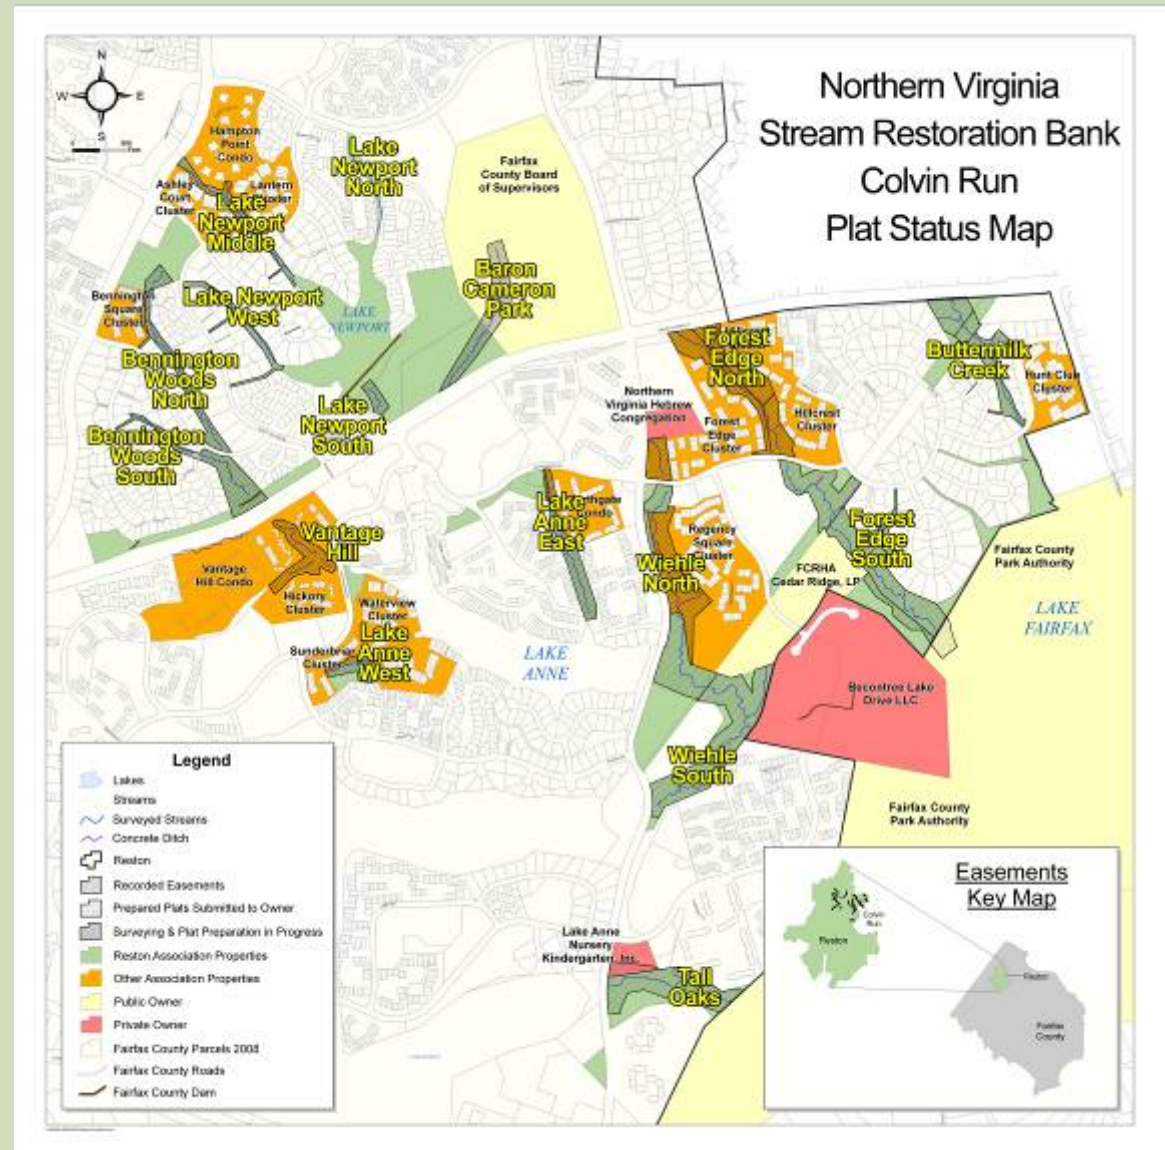 Northern Virginia
Stream Restoration Bank
Colvin Run
Plat Status Map
N
W
E
S
Hampton
Point
Condo
Ashley
Court
Cluster
Lantern
Cluster
Lake
Newport
Middle
Lake
Newport
North
Fairfax
County Board
of Supervisors
Baron
Cameron
Park
Bennington
Square
Cluster
Lake Newport
West
LAKE
NEWPORT
Bennington
Woods
North
Lake
Newport
South
Bennington
Woods
South
Northern
Virginia Hebrew
Congregation
Forest
Edge
North
Forest
Edge
Cluster
Hillcrest
Cluster
Buttermilk
Creek
Hunt Club
Cluster
Vantage
Hill
Vantage
Hill Condo
Hickory
Cluster
Waterview
Cluster
Sunderbriar
Cluster
Lake
Anne
West
Lake
Anne
East
Condo
LAKE
ANNE
Wiehle
North
Regency
Square
Cluster
FCRHA
Cedar Ridge, LP
Forest
Edge
South
Fairfax County
Park Authority
LAKE
FAIRFAX
Becontree Lake
Drive LLC
Wiehle
South
Fairfax County
Park Authority
Lake Anne
Nursery
Kindergarten, Inc.
Tall
Oaks
Legend
Lakes
Streams
Surveyed Streams
Concrete Ditch
Reston
Recorded Easements
Prepared Plats Submitted to Owner
Surveying & Plat Preparation in Progress
Reston Association Properties
Other Association Properties
Public Owner
Private Owner
Fairfax County Parcels 2008
Fairfax County Roads
Fairfax County Dam
Easements
Key Map
Colvin
Run
Reston
Reston
Fairfax
County